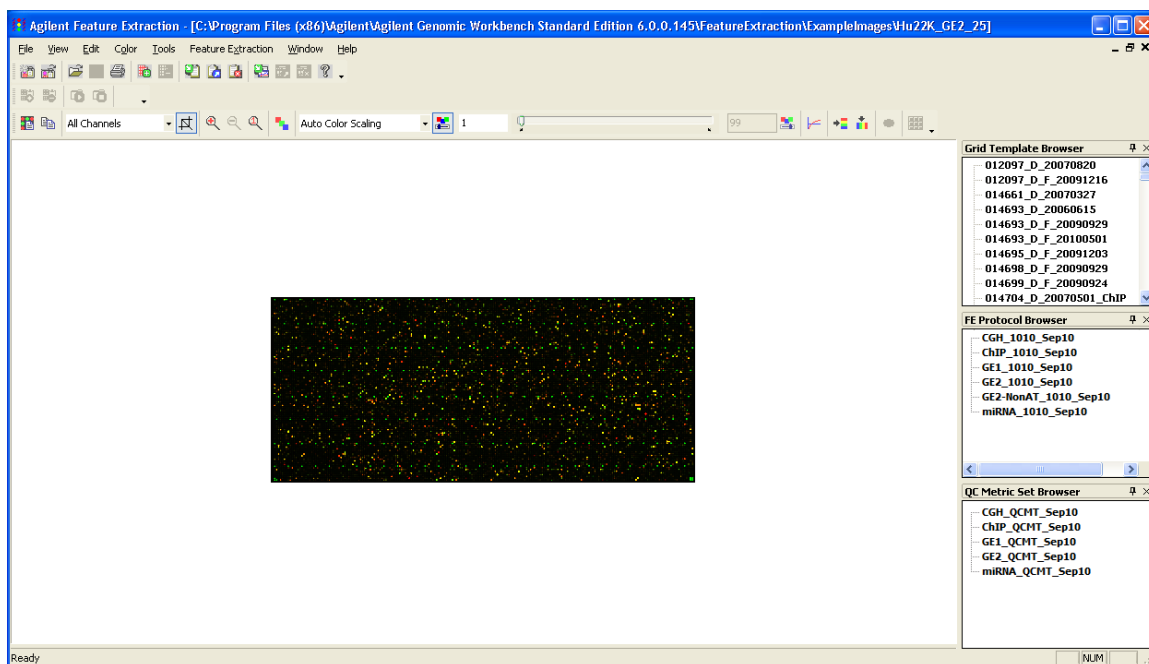 Agilent Feature Extraction - [C:\Program Files (x86)\Agilent\Agilent Genomic Workbench Standard Edition 6.0.0.145\FeatureExtraction\ExampleImages\Hu22K_GE2_25]
File View Edit Color Tools Feature Extraction Window Help
All Channels
Auto Color Scaling
1
99
Grid Template Browser
012097_D_20070820
012097_D_F_20091216
014661_D_20070327
014693_D_20060615
014693_D_F_20090929
014693_D_F_20100501
014695_D_F_20091203
014698_D_F_20090929
014699_D_F_20090924
014704_D_20070501_ChIP
FE Protocol Browser
CGH_1010_Sep10
ChIP_1010_Sep10
GE1_1010_Sep10
GE2_1010_Sep10
GE2-NonAT_1010_Sep10
miRNA_1010_Sep10
QC Metric Set Browser
CGH_QCMT_Sep10
ChIP_QCMT_Sep10
GE1_QCMT_Sep10
GE2_QCMT_Sep10
miRNA_QCMT_Sep10
Ready
NUM